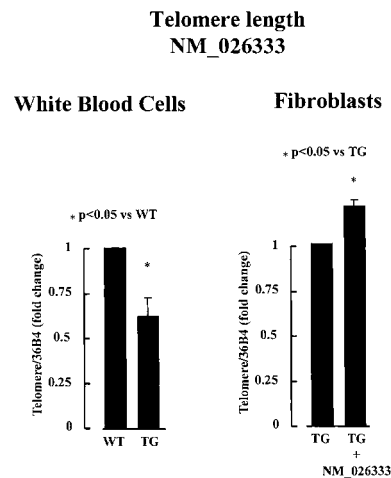 Telomere length
NM_026333
White Blood Cells
* p<0.05 vs WT
*
Telomere/36B4 (fold change)
1
0.75
0.5
0.25
0
WT TG
Fibroblasts
* p<0.05 vs TG
*
Telomere/36B4 (fold change)
1
0.75
0.5
0.25
0
TG TG
+
NM_026333